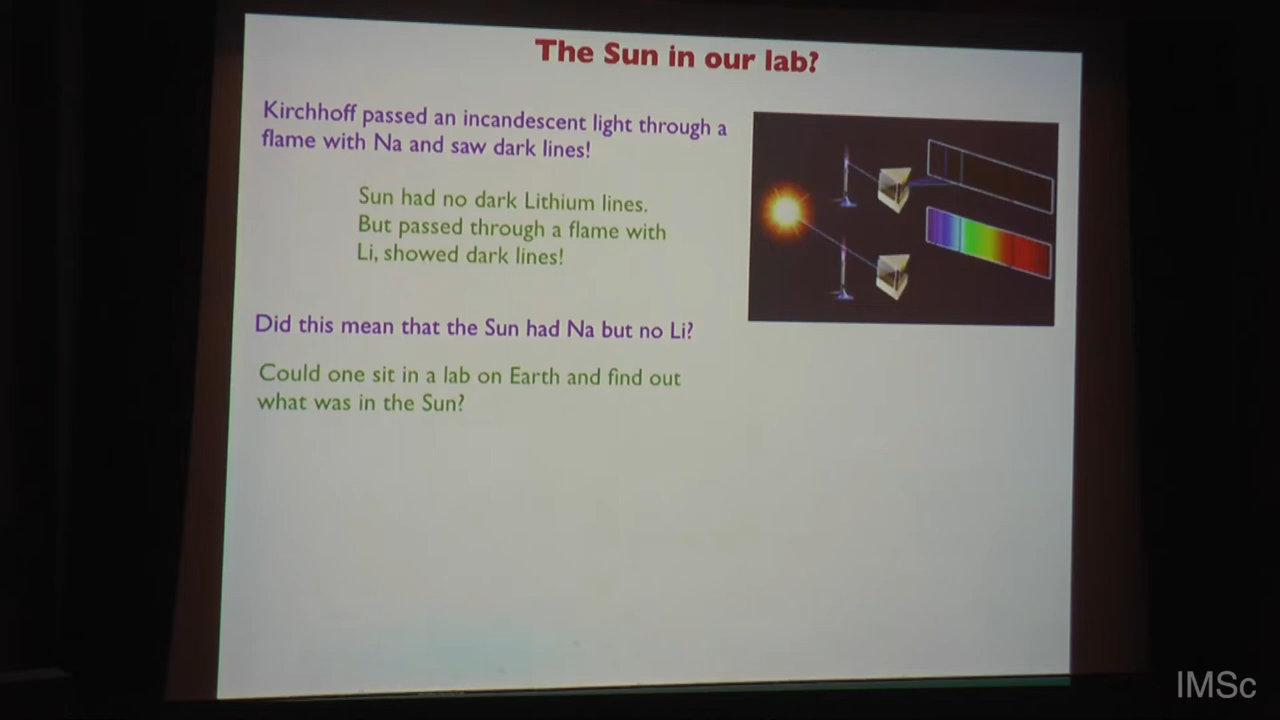 The Sun in our lab?
Kirchhoff passed an incandescent light through a
flame with Na and saw dark lines!
Sun had no dark Lithium lines.
But passed through a flame with
Li, showed dark lines!
Did this mean that the Sun had Na but no Li?
Could one sit in a lab on Earth and find out
what was in the Sun?
IMSc